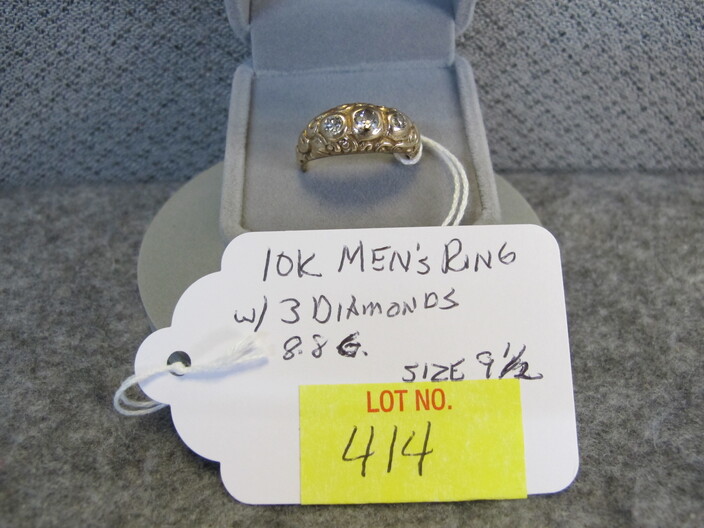 10K MEN'S RING
W/ 3 DIAMONDS
8.8 G.
SIZE 9 1/2
LOT NO.
414